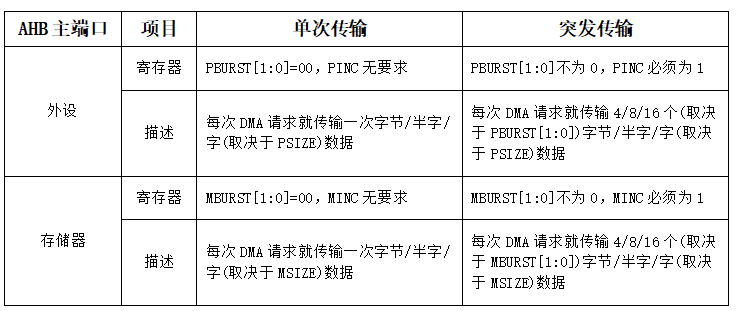 AHB 主端口 项目 单次传输 突发传输
外设 寄存器 PBURST[1:0]=00，PINC 无要求 PBURST[1:0]不为 0，PINC 必须为 1
描述
每次 DMA 请求就传输一次字节/半字/
字(取决于 PSIZE)数据
每次 DMA 请求就传输 4/8/16 个(取决
于 PBURST[1:0])字节/半字/字(取决
于 PSIZE)数据
存储器 寄存器 MBURST[1:0]=00，MINC 无要求 MBURST[1:0]不为 0，MINC 必须为 1
描述
每次 DMA 请求就传输一次字节/半字/
字(取决于 MSIZE)数据
每次 DMA 请求就传输 4/8/16 个(取决
于 MBURST[1:0])字节/半字/字(取决
于 MSIZE)数据